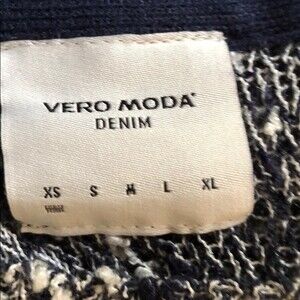 VERO MODA
DENIM
XS S M L XL